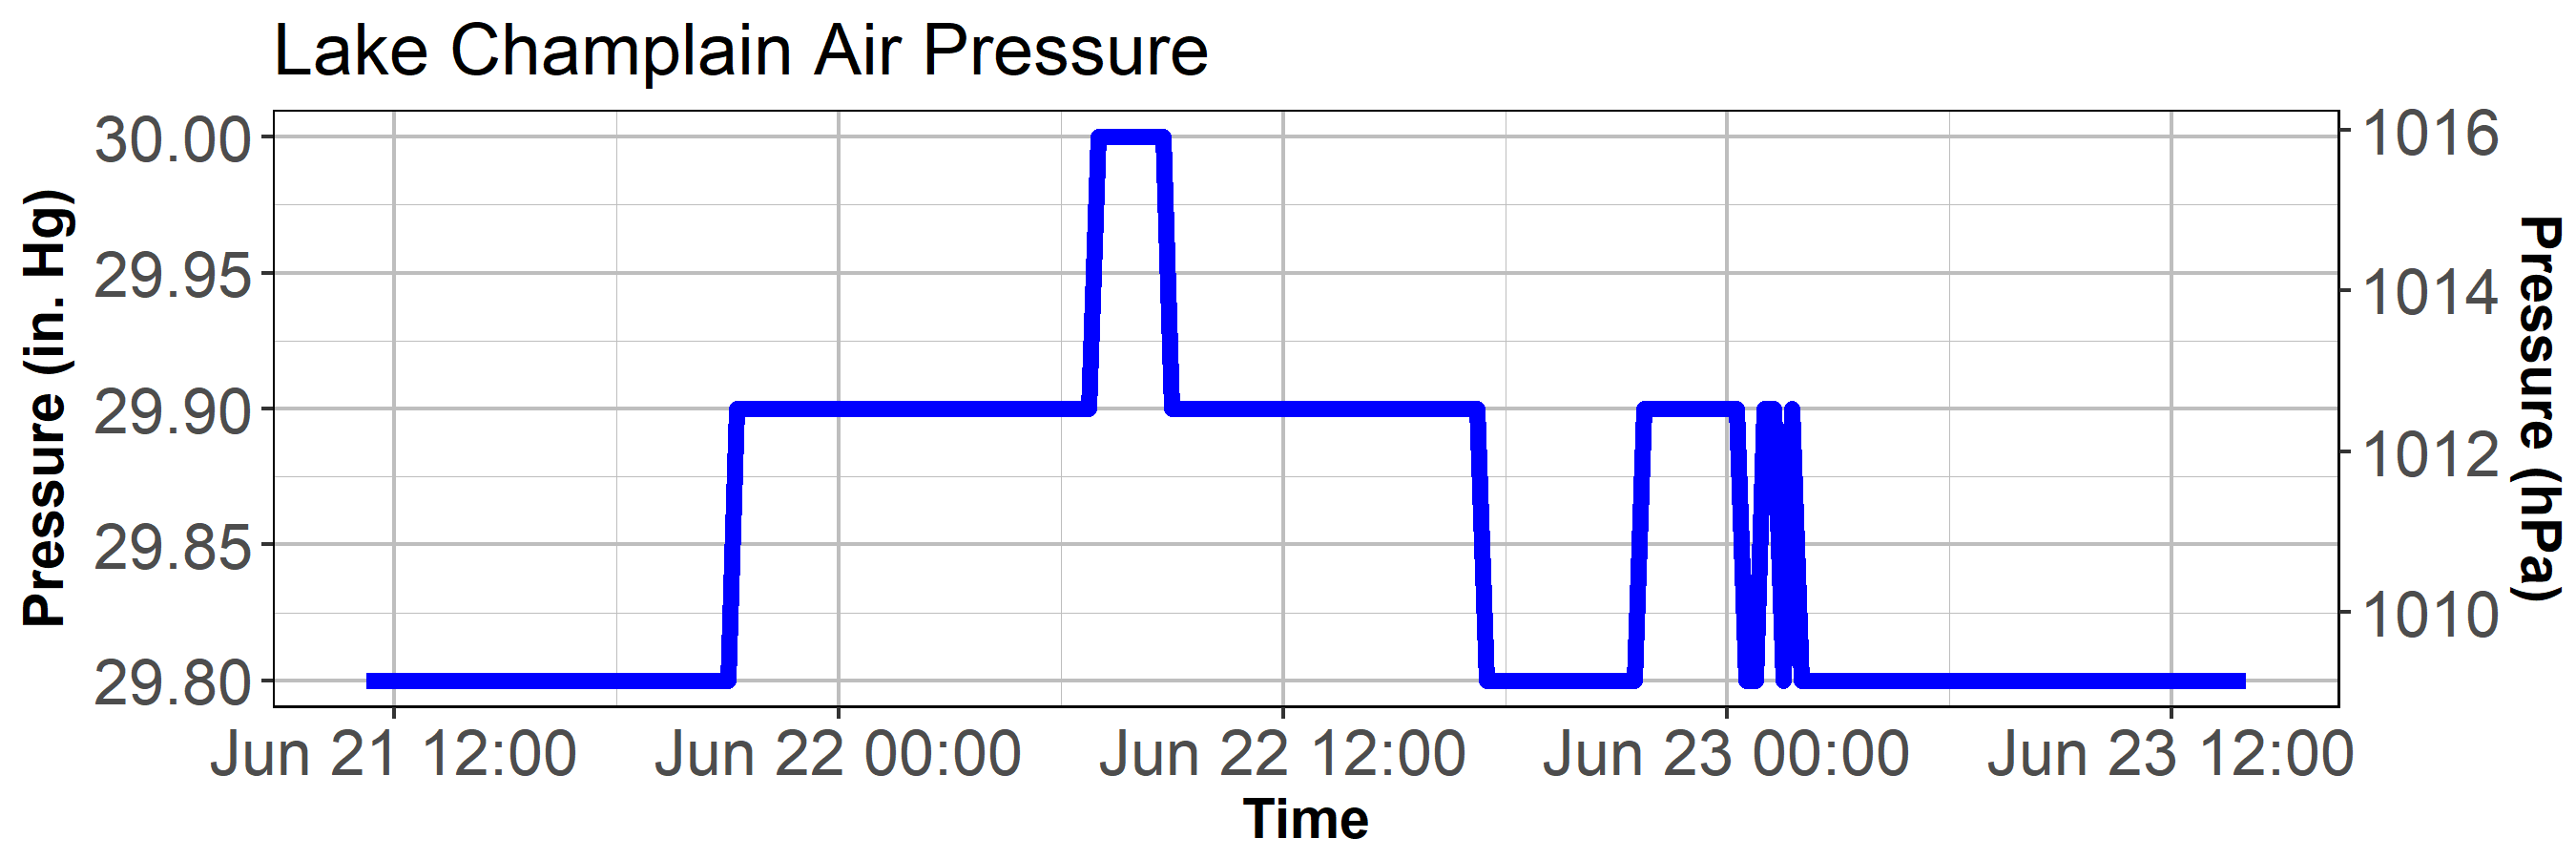 Lake Champlain Air Pressure
30.00
29.95
29.90
29.85
29.80
Pressure (in. Hg)
1016
1014
1012
1010
Pressure (hPa)
Jun 21 12:00
Jun 22 00:00
Jun 22 12:00
Jun 23 00:00
Jun 23 12:00
Time